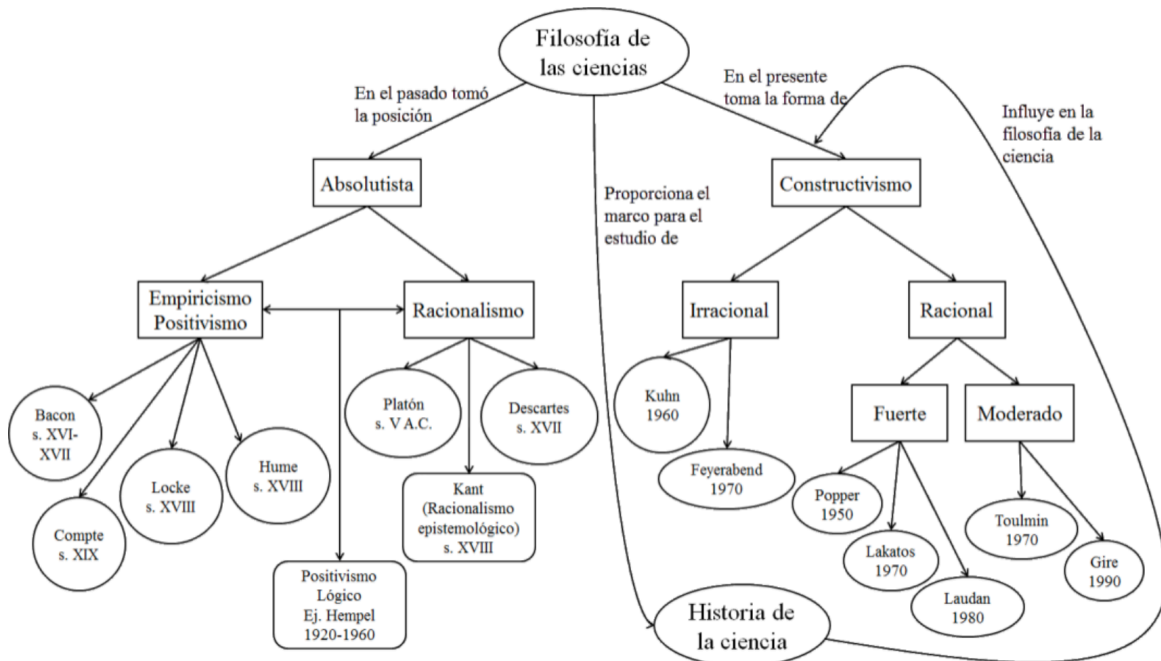 Filosofía de
las ciencias
En el pasado tomó
la posición
En el presente
toma la forma de
Influye en la
filosofía de la
ciencia
Absolutista
Proporciona el
marco para el
estudio de
Constructivismo
Empiricismo
Positivismo
Racionalismo
Irracional
Racional
Bacon
s. XVI-
XVII
Compte
s. XIX
Locke
s. XVIII
Hume
s. XVIII
Platón
s. V A.C.
Descartes
s. XVII
Kant
(Racionalismo
epistemológico)
s. XVIII
Positivismo
Lógico
Ej. Hempel
1920-1960
Kuhn
1960
Feyerabend
1970
Fuerte
Moderado
Popper
1950
Lakatos
1970
Laudan
1980
Toulmin
1970
Gire
1990
Historia de
la ciencia